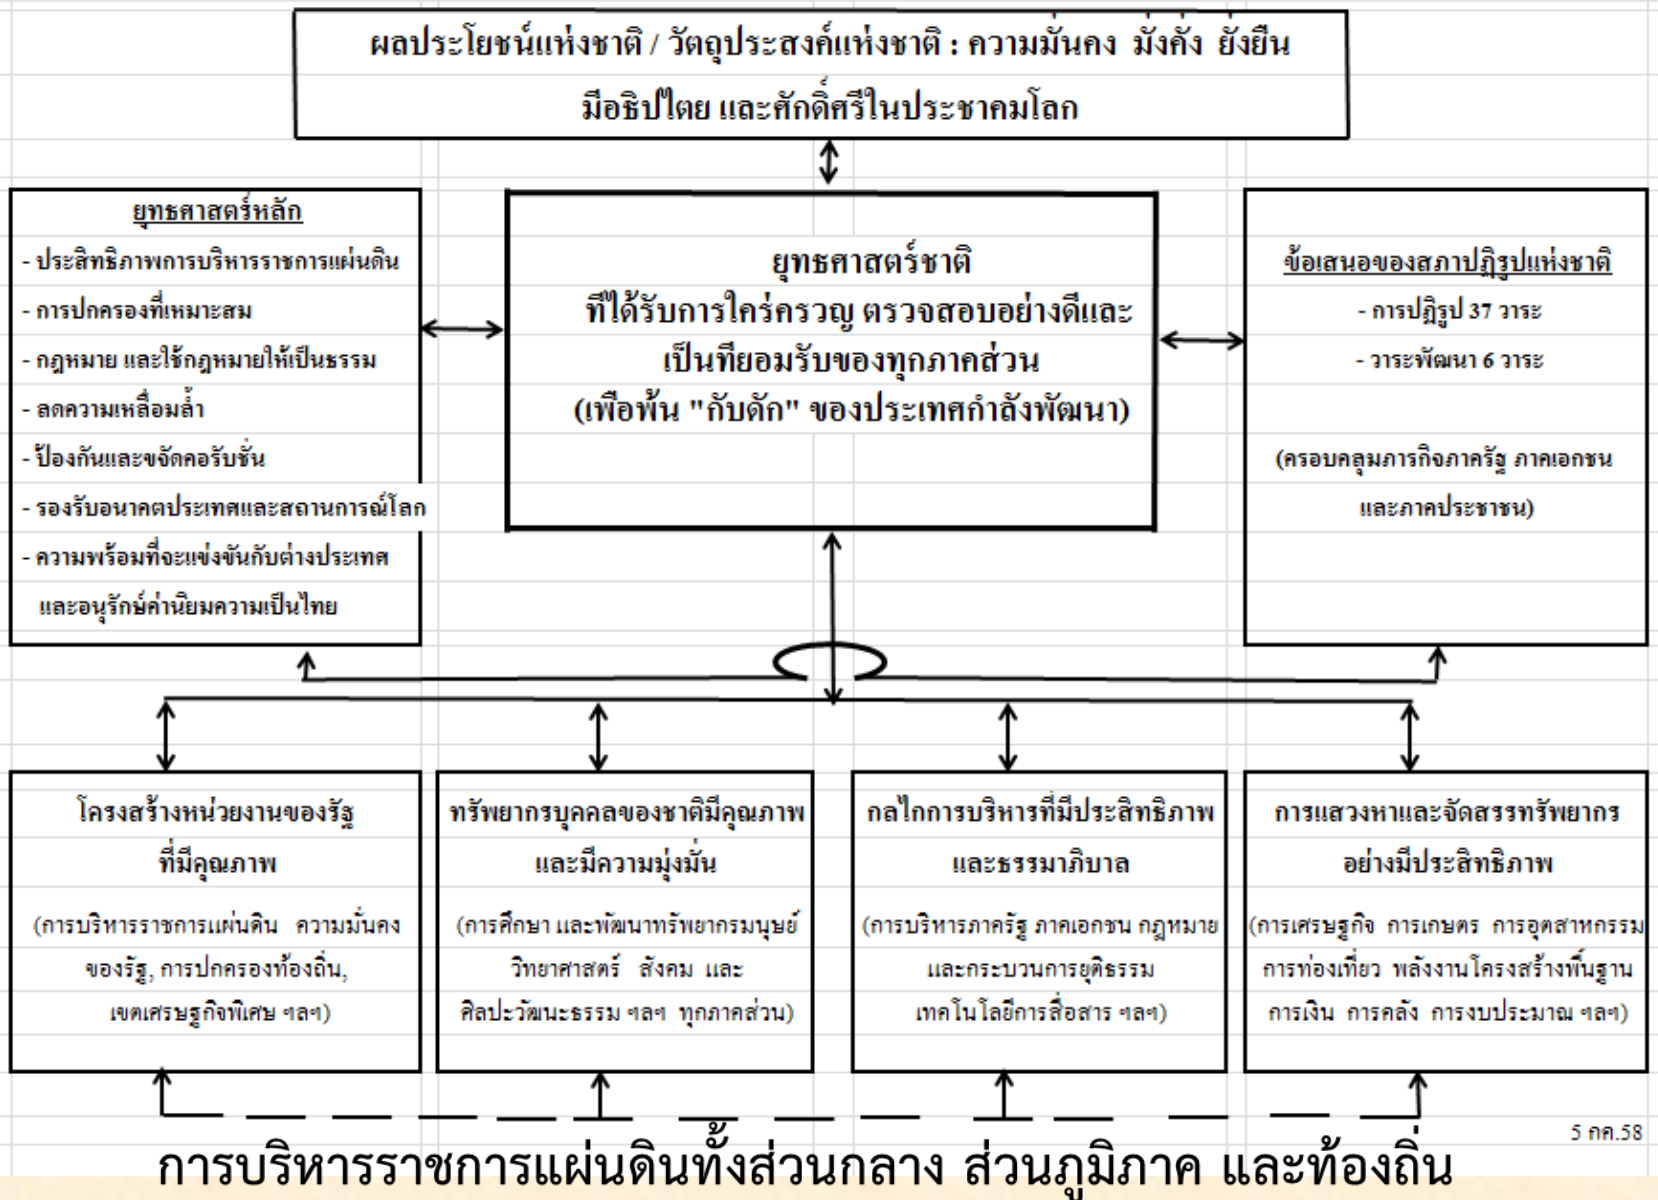 ผลประโยชน์แห่งชาติ / วัตถุประสงค์แห่งชาติ : ความมั่นคง มั่งคั่ง ยั่งยืน
มีอธิปไตย และศักดิ์ศรีในประชาคมโลก
ยุทธศาสตร์หลัก
- ประสิทธิภาพการบริหารราชการแผ่นดิน
- การปกครองที่เหมาะสม
- กฎหมาย และใช้กฎหมายให้เป็นธรรม
- ลดความเหลื่อมล้ำ
- ป้องกันและขจัดคอรับชั่น
- รองรับอนาคตประเทศและสถานการณ์โลก
- ความพร้อมที่จะแข่งขันกับต่างประเทศ
และอนุรักษ์ค่านิยมความเป็นไทย
ยุทธศาสตร์ชาติ
ที่ได้รับการใคร่ครวญ ตรวจสอบอย่างดีและ
เป็นที่ยอมรับของทุกภาคส่วน
(เพื่อพ้น "กับดัก" ของประเทศกำลังพัฒนา)
ข้อเสนอของสภาปฏิรูปแห่งชาติ
- การปฏิรูป 37 วาระ
- วาระพัฒนา 6 วาระ
(ครอบคลุมภารกิจภาครัฐ ภาคเอกชน
และภาคประชาชน)
โครงสร้างหน่วยงานของรัฐ
ที่มีคุณภาพ
(การบริหารราชการแผ่นดิน ความมั่นคง
ของรัฐ, การปกครองท้องถิ่น,
เขตเศรษฐกิจพิเศษ ฯลฯ)
ทรัพยากรบุคคลของชาติมีคุณภาพ
และมีความมุ่งมั่น
(การศึกษา และพัฒนาทรัพยากรมนุษย์
วิทยาศาสตร์ สังคม และ
ศิลปะวัฒนะธรรม ฯลฯ ทุกภาคส่วน)
กลไกการบริหารที่มีประสิทธิภาพ
และธรรมาภิบาล
(การบริหารภาครัฐ ภาคเอกชน กฎหมาย
และกระบวนการยุติธรรม
เทคโนโลยีการสื่อสาร ฯลฯ)
การแสวงหาและจัดสรรทรัพยากร
อย่างมีประสิทธิภาพ
(การเศรษฐกิจ การเกษตร การอุตสาหกรรม
การท่องเที่ยว พลังงานโครงสร้างพื้นฐาน
การเงิน การคลัง การงบประมาณ ฯลฯ)
5 กค.58
การบริหารราชการแผ่นดินทั้งส่วนกลาง ส่วนภูมิภาค และท้องถิ่น